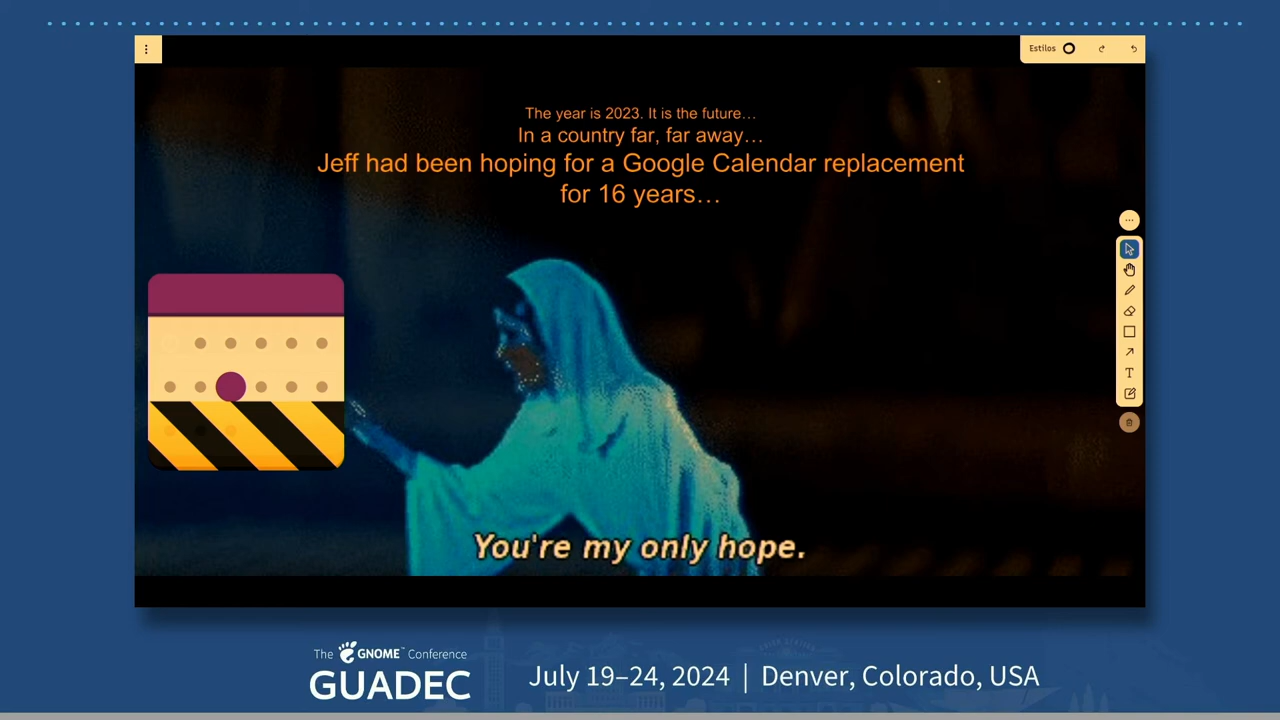 Estilos
The year is 2023. It is the future…
In a country far, far away…
Jeff had been hoping for a Google Calendar replacement
for 16 years…
T
You're my only hope.
The GNOME™ Conference
GUADEC
July 19–24, 2024 | Denver, Colorado, USA